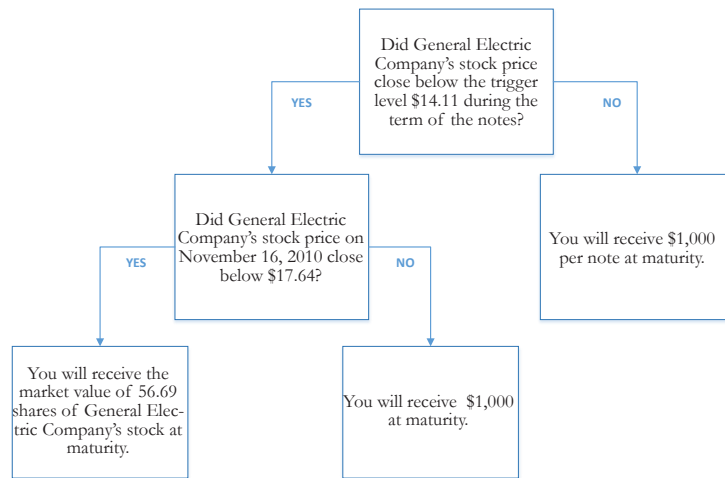 Did General Electric
Company's stock price
close below the trigger
level $14.11 during the
term of the notes?
YES
NO
Did General Electric
Company's stock price on
November 16, 2010 close
below $17.64?
You will receive $1,000
per note at maturity.
YES
NO
You will receive the
market value of 56.69
shares of General Elec-
tric Company's stock at
maturity.
You will receive $1,000
at maturity.